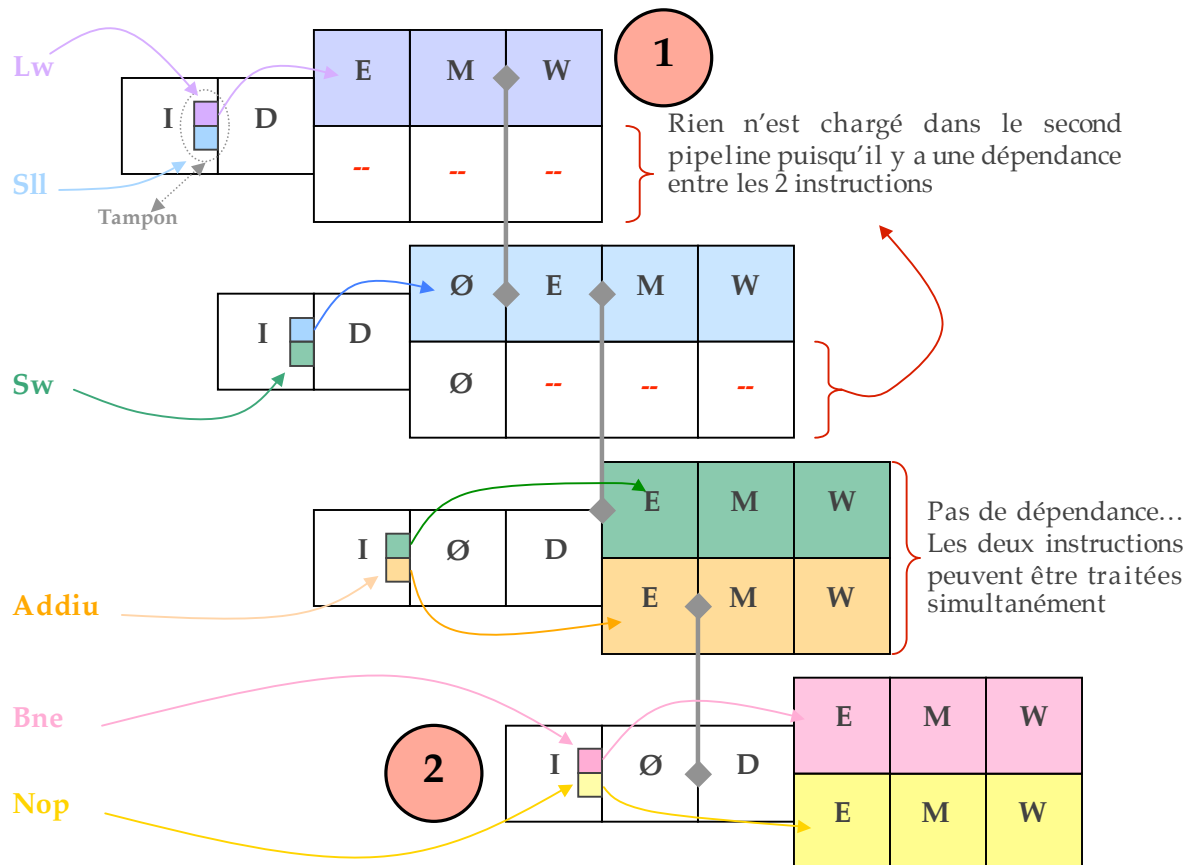 Lw
E M W
1
I D
Rien n'est chargé dans le second
pipeline puisqu'il y a une dépendance
entre les 2 instructions
-- -- --
Sll
Tampon
Ø E M W
I D
Sw
Ø -- -- --
E M W
Pas de dépendance...
Les deux instructions
peuvent être traitées
simultanément
I Ø D
Addiu
E M W
Bne
E M W
2
I Ø D
Nop
E M W